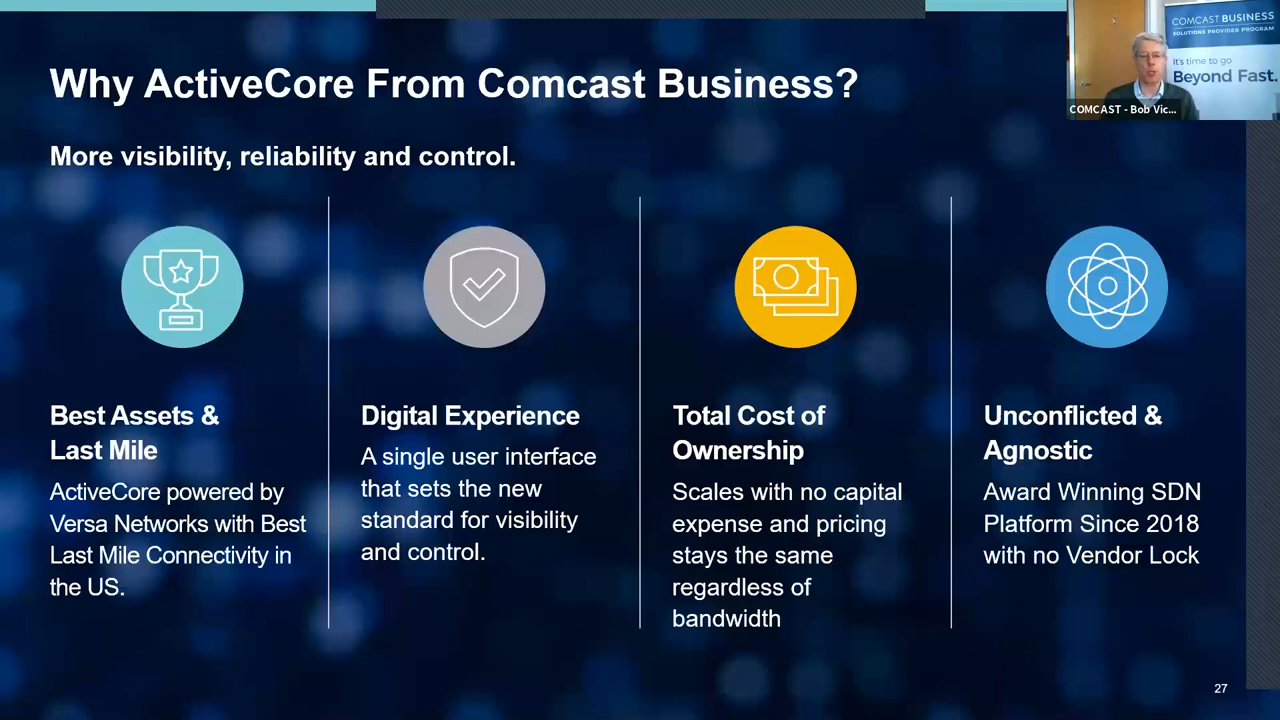 Why ActiveCore From Comcast Business?
More visibility, reliability and control.
Best Assets &
Last Mile
ActiveCore powered by
Versa Networks with Best
Last Mile Connectivity in
the US.
Digital Experience
A single user interface
that sets the new
standard for visibility
and control.
Total Cost of
Ownership
Scales with no capital
expense and pricing
stays the same
regardless of
bandwidth
Unconflicted &
Agnostic
Award Winning SDN
Platform Since 2018
with no Vendor Lock
27
COMCAST BUSINESS
SOLUTIONS PROVIDER PROGRAM
It's time to go
Beyond Fast.
COMCAST - Bob Vic...